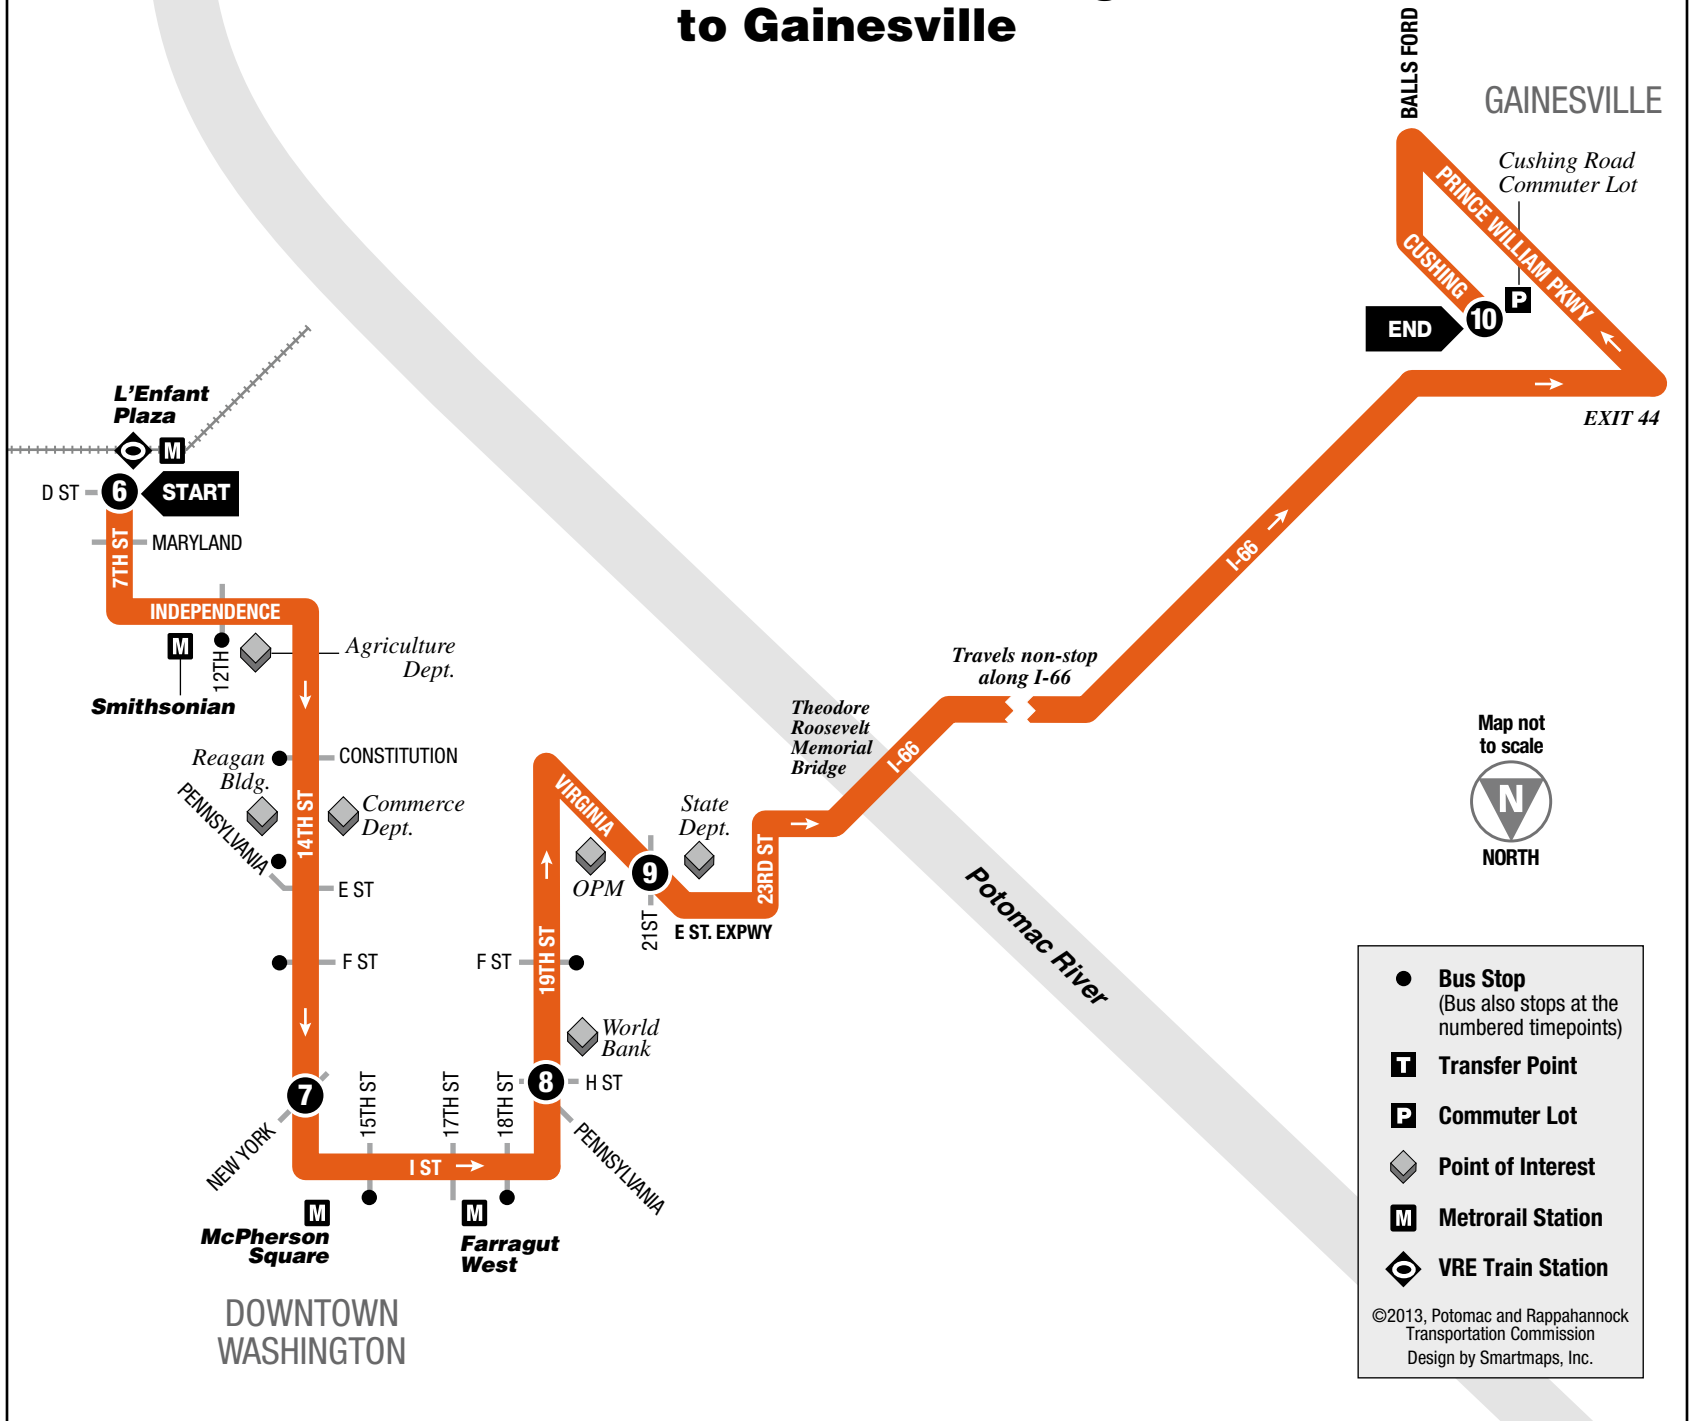 to Gainesville
BALLS FORD
GAINESVILLE
Cushing Road
Commuter Lot
PRINCE WILLIAM PKWY
CUSHING
P
10
END
EXIT 44
L'Enfant
Plaza
M
D ST
6
START
7TH ST
MARYLAND
INDEPENDENCE
M
12TH
Smithsonian
Agriculture
Dept.
Reagan
Bldg.
CONSTITUTION
PENNSYLVANIA
14TH ST
Commerce
Dept.
E ST
F ST
7
NEW YORK
15TH ST
17TH ST
18TH ST
I ST
M
McPherson
Square
M
Farragut
West
8
H ST
PENNSYLVANIA
World
Bank
F ST
19TH ST
VIRGINIA
OPM
9
21ST
State
Dept.
E ST. EXPWY
23RD ST
Theodore
Roosevelt
Memorial
Bridge
I-66
Travels non-stop
along I-66
I-66
Potomac River
Map not
to scale
N
NORTH
Bus Stop
(Bus also stops at the
numbered timepoints)
T Transfer Point
P Commuter Lot
Point of Interest
M Metrorail Station
VRE Train Station
©2013, Potomac and Rappahannock
Transportation Commission
Design by Smartmaps, Inc.
DOWNTOWN
WASHINGTON